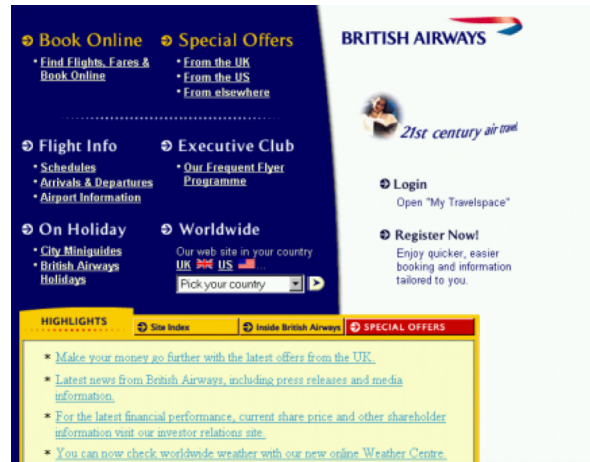 Book Online
• Find Flights, Fares &
Book Online
Special Offers
• From the UK
• From the US
• From elsewhere
BRITISH AIRWAYS
21st century air travel
Flight Info
• Schedules
• Arrivals & Departures
• Airport Information
Executive Club
• Our Frequent Flyer
Programme
Login
Open "My Travelspace"
On Holiday
• City Miniguides
• British Airways
Holidays
Worldwide
Our web site in your country
UK US ...
Pick your country
Register Now!
Enjoy quicker, easier
booking and information
tailored to you.
HIGHLIGHTS
Site Index
Inside British Airways
SPECIAL OFFERS
* Make your money go further with the latest offers from the UK.
* Latest news from British Airways, including press releases and media
information.
* For the latest financial performance, current share price and other shareholder
information visit our investor relations site.
* You can now check worldwide weather with our new online Weather Centre.